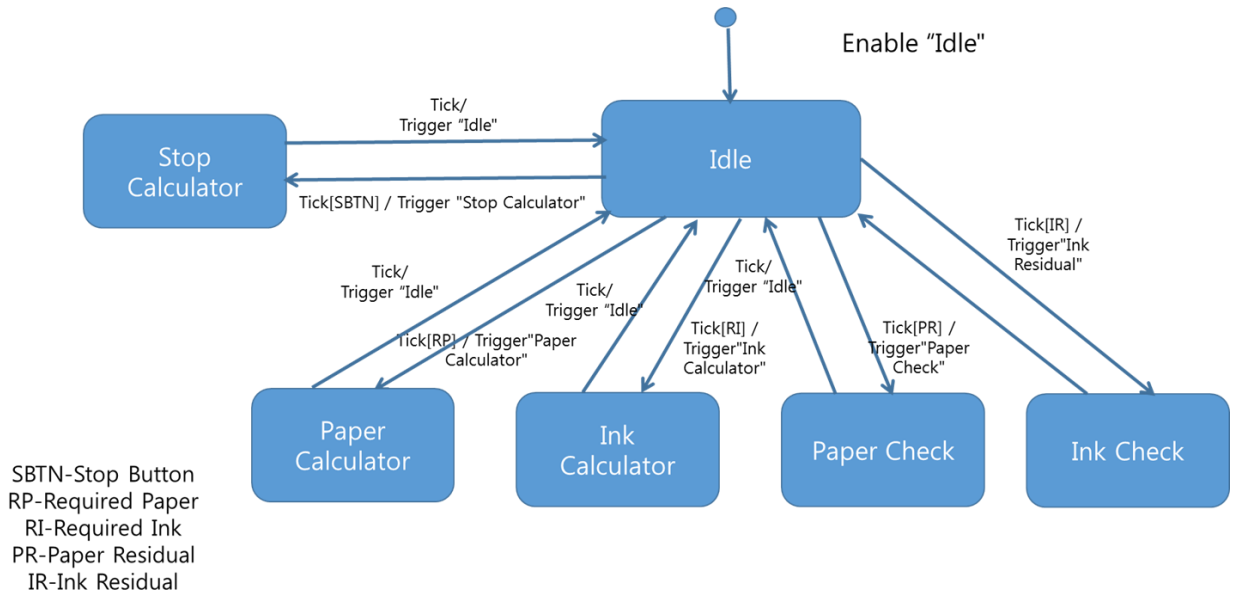 Enable “Idle"
Tick/
Trigger “Idle"
Stop
Calculator
Idle
Tick[SBTN] / Trigger "Stop Calculator"
Tick[IR] /
Trigger"Ink
Residual"
Tick/
Trigger “Idle"
Tick/
Trigger “Idle"
Tick/
Trigger “Idle"
Tick[RP] / Trigger"Paper
Calculator"
Tick[RI] /
Trigger"Ink
Calculator"
Tick[PR] /
Trigger"Paper
Check"
Paper
Calculator
Ink
Calculator
Paper Check
Ink Check
SBTN-Stop Button
RP-Required Paper
RI-Required Ink
PR-Paper Residual
IR-Ink Residual